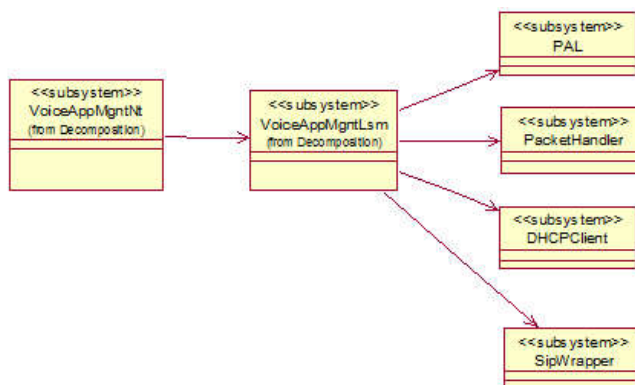 <<subsystem>>
VoiceAppMgntNt
(from Decomposition)
<<subsystem>>
VoiceAppMgntLsm
(from Decomposition)
<<subsystem>>
PAL
<<subsystem>>
PacketHandler
<<subsystem>>
DHCPClient
<<subsystem>>
SipWrapper